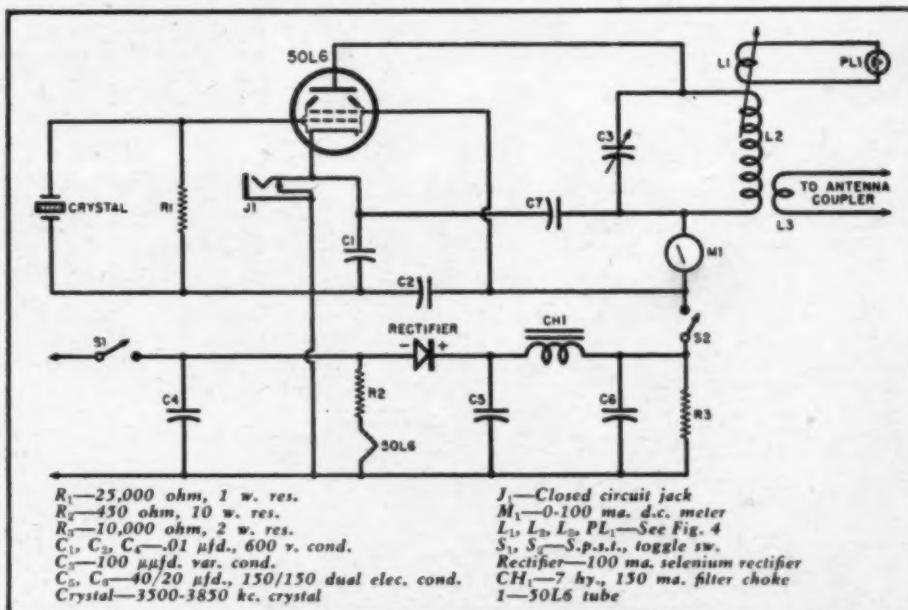 50L6
L1
PL1
C3
L2
CRYSTAL
R1
J1
C7
TO ANTENNA
COUPLER
L3
C1
M1
C2
S1
RECTIFIER
- +
CH1
S2
C4
R2
C5
C6
R3
50L6
R₁—25,000 ohm, 1 w. res.
R₂—450 ohm, 10 w. res.
R₃—10,000 ohm, 2 w. res.
C₁, C₂, C₄—.01 µfd., 600 v. cond.
C₃—100 µµfd. var. cond.
C₅, C₆—40/20 µfd., 150/150 dual elec. cond.
Crystal—3500-3850 kc. crystal
J₁—Closed circuit jack
M₁—0-100 ma. d.c. meter
L₁, L₂, L₃, PL₁—See Fig. 4
S₁, S₂—S.p.s.t., toggle sw.
Rectifier—100 ma. selenium rectifier
CH₁—7 hy., 150 ma. filter choke
1—50L6 tube